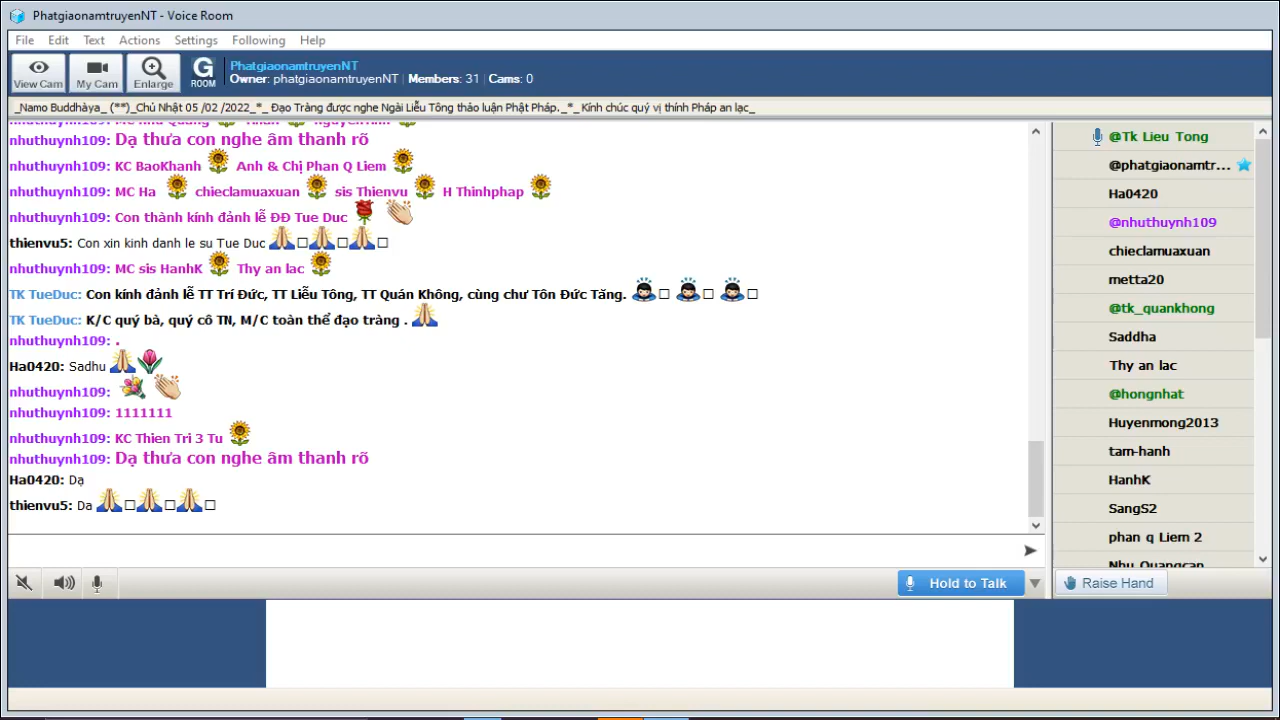 PhatgiaonamtruyenNT - Voice Room
File Edit Text Actions Settings Following Help
View Cam My Cam Enlarge G ROOM
PhatgiaonamtruyenNT
Owner: phatgiaonamtruyenNT Members: 31 Cams: 0
_Namo Buddhàya_ (**)_Chủ Nhật 05 /02 /2022_*_ Đạo Tràng được nghe Ngài Liễu Tông thảo luận Phật Pháp._*_ Kính chúc quý vị thính Pháp an lạc_
nhuthuynh109: Dạ thưa con nghe âm thanh rõ
nhuthuynh109: KC BaoKhanh Anh & Chị Phan Q Liem
nhuthuynh109: MC Ha chieclamuaxuan sis Thienvu H Thinhphap
nhuthuynh109: Con thành kính đảnh lễ ĐĐ Tue Duc
thienvu5: Con xin kinh danh le su Tue Duc
nhuthuynh109: MC sis HanhK Thy an lac
TK TueDuc: Con kính đảnh lễ TT Trí Đức, TT Liễu Tông, TT Quán Không, cùng chư Tôn Đức Tăng.
TK TueDuc: K/C quý bà, quý cô TN, M/C toàn thể đạo tràng .
nhuthuynh109: .
Ha0420: Sadhu
nhuthuynh109:
nhuthuynh109: 1111111
nhuthuynh109: KC Thien Tri 3 Tu
nhuthuynh109: Dạ thưa con nghe âm thanh rõ
Ha0420: Dạ
thienvu5: Da
@Tk Lieu Tong
@phatgiaonamtr...
Ha0420
@nhuthuynh109
chieclamuaxuan
metta20
@tk_quankhong
Saddha
Thy an lac
@hongnhat
Huyenmong2013
tam-hanh
HanhK
SangS2
phan q Liem 2
Hold to Talk
Raise Hand